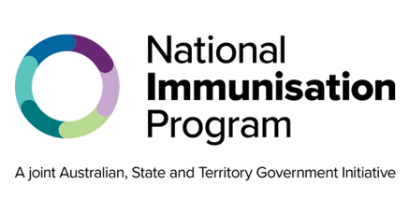 National
Immunisation
Program
A joint Australian, State and Territory Government Initiative